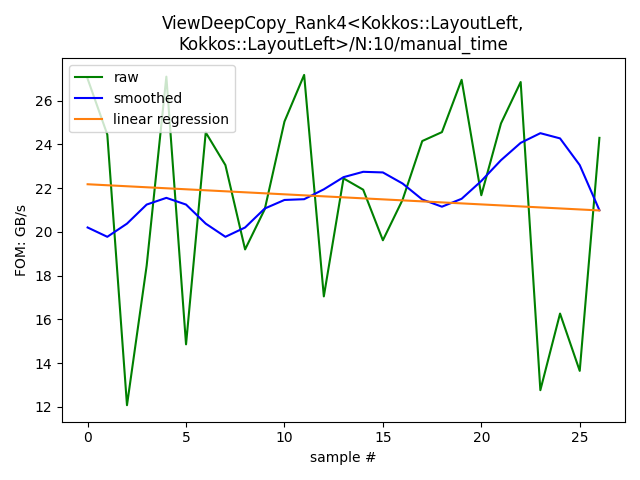 ViewDeepCopy_Rank4<Kokkos::LayoutLeft,
Kokkos::LayoutLeft>/N:10/manual_time
raw
smoothed
linear regression
FOM: GB/s
26
24
22
20
18
16
14
12
0
5
10
15
20
25
sample #